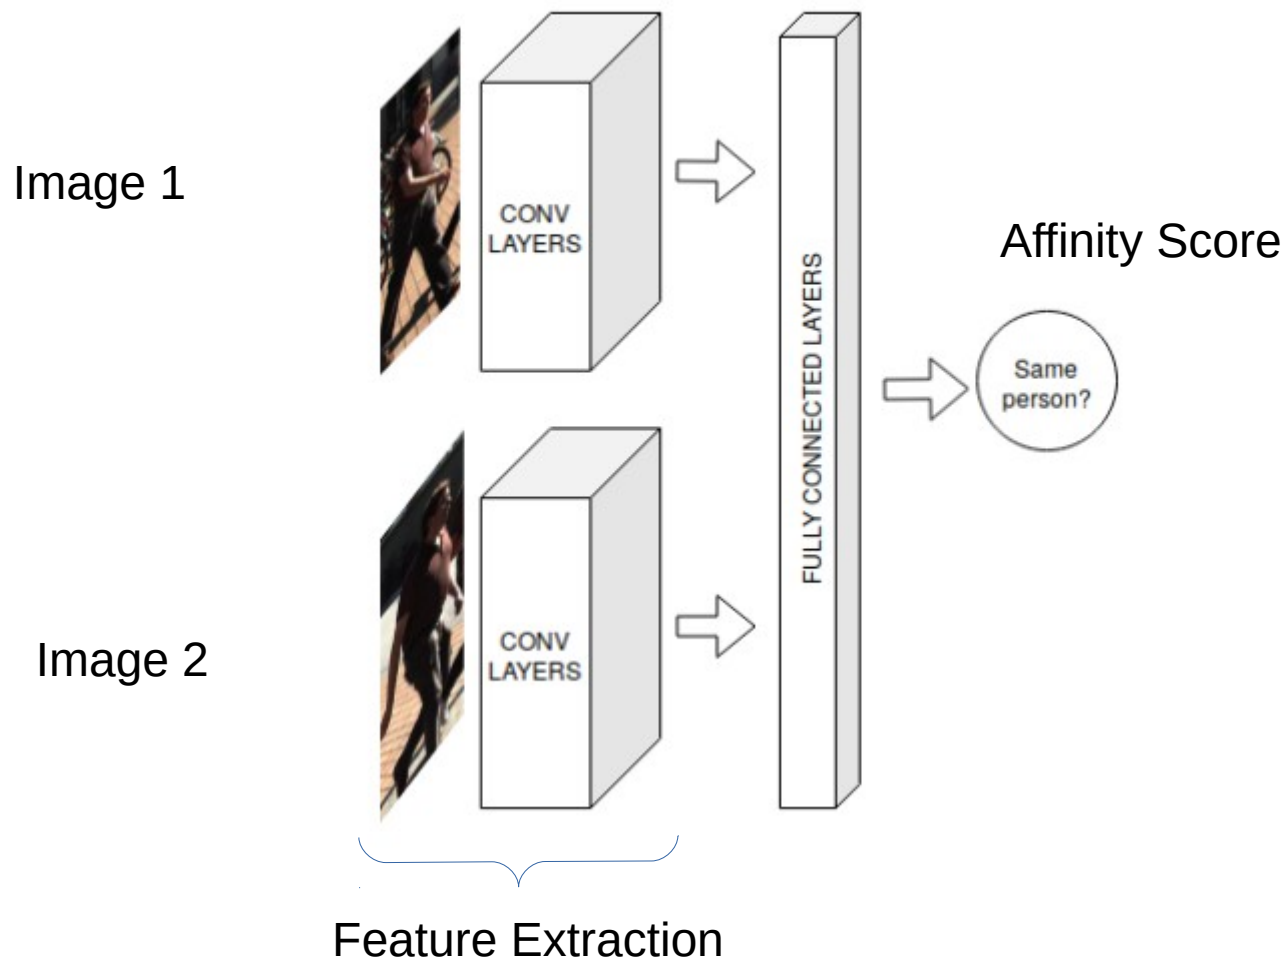 Image 1
CONV
LAYERS
FULLY CONNECTED LAYERS
Affinity Score
Same
person?
Image 2
CONV
LAYERS
Feature Extraction